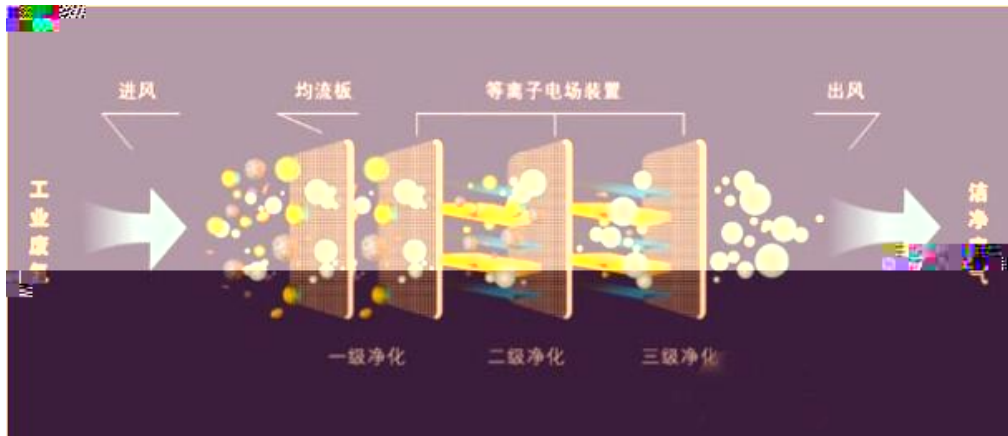 进风
均流板
等离子电场装置
出风
工业废
洁净
一级净化
二级净化
三级净化